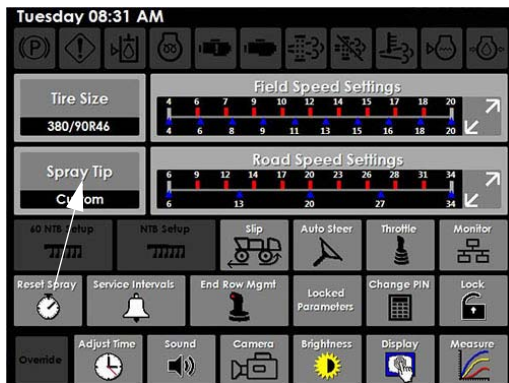 Tuesday 08:31 AM
Tire Size
380/90R46
Field Speed Settings
4 6 7 9 10 12 14 15 17 18 20
4 6 8 9 11 13 15 16 18 20
Spray Tip
Custom
Road Speed Settings
6 9 12 14 17 20 23 26 28 31 34
6 13 20 27 34
60 NTB Setup
NTB Setup
Slip
Auto Steer
Throttle
Monitor
Reset Spray
Service Intervals
End Row Mgmt
Locked
Parameters
Change PIN
Lock
Override
Adjust Time
Sound
Camera
Brightness
Display
Measure